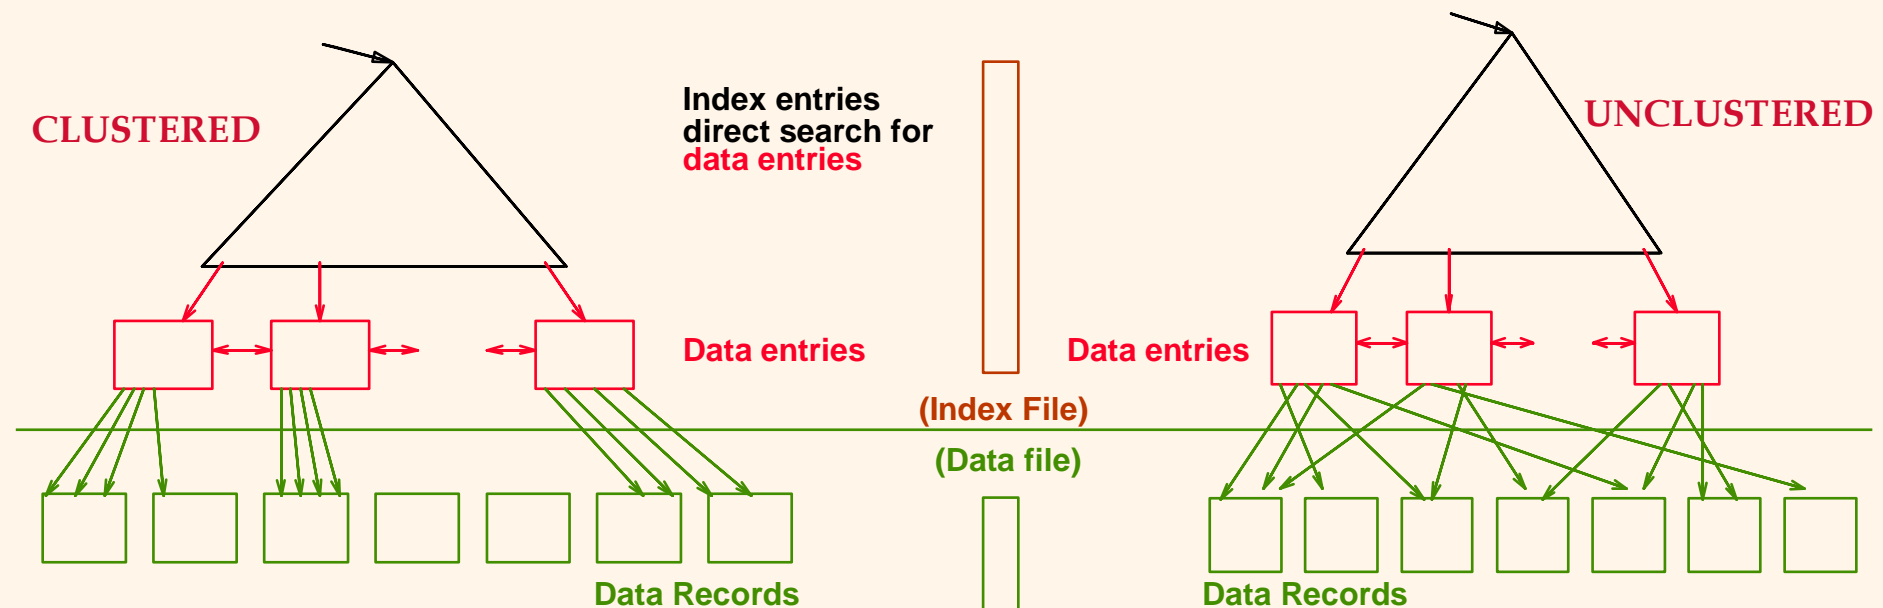 CLUSTERED
Index entries
direct search for
data entries
UNCLUSTERED
Data entries
Data entries
(Index File)
(Data file)
Data Records
Data Records